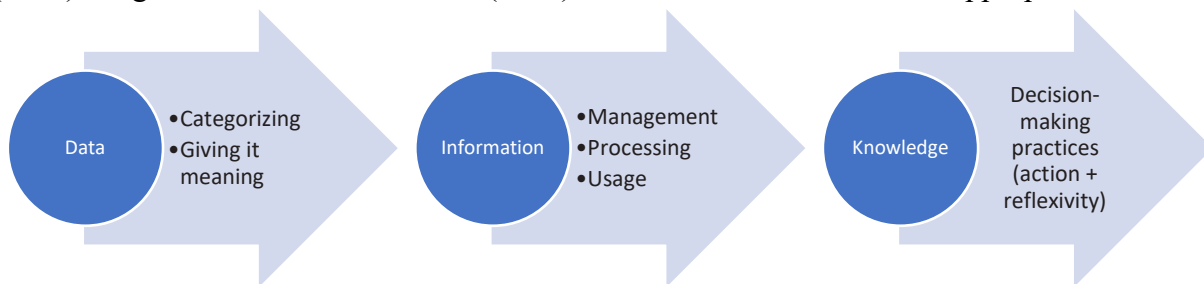 Data
•Categorizing
•Giving it
meaning
Information
•Management
•Processing
•Usage
Knowledge
Decision-
making
practices
(action +
reflexivity)